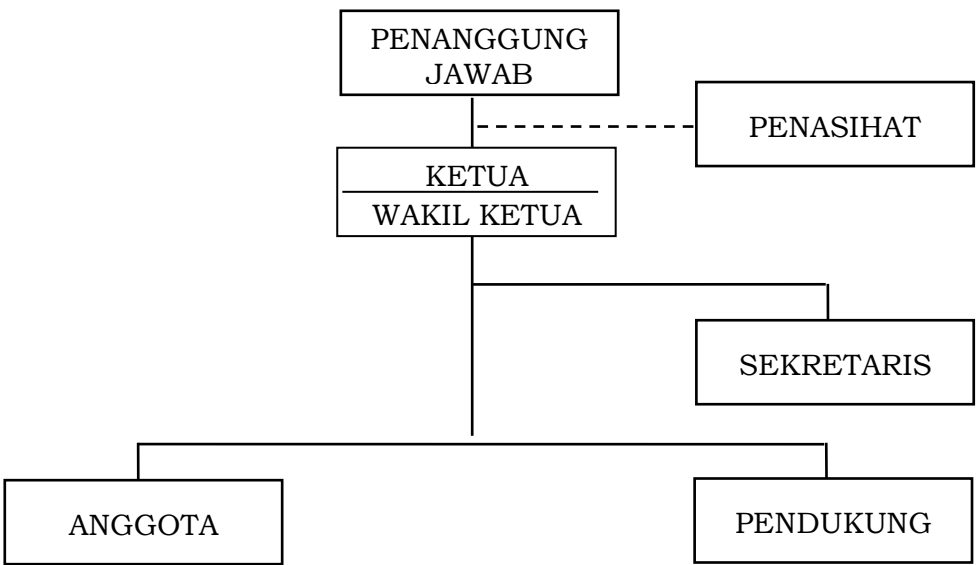 PENANGGUNG
JAWAB
PENASIHAT
KETUA
WAKIL KETUA
SEKRETARIS
ANGGOTA
PENDUKUNG